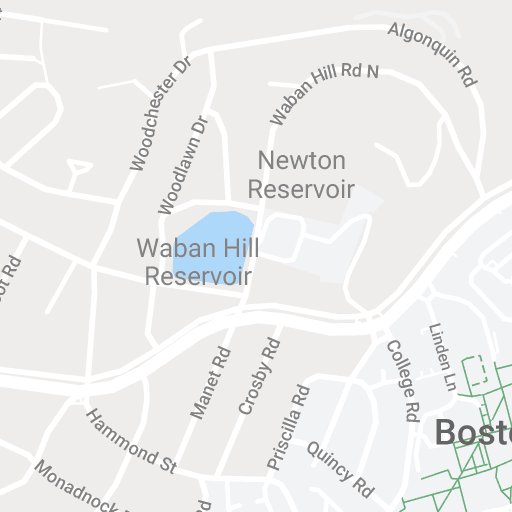 Algonquin Rd
Woodchester Dr
Waban Hill Rd N
Woodlawn Dr
Newton
Reservoir
Waban Hill
Reservoir
Linden Ln
College Rd
Manet Rd
Crosby Rd
Priscilla Rd
Hammond St
Quincy Rd
Monadnock